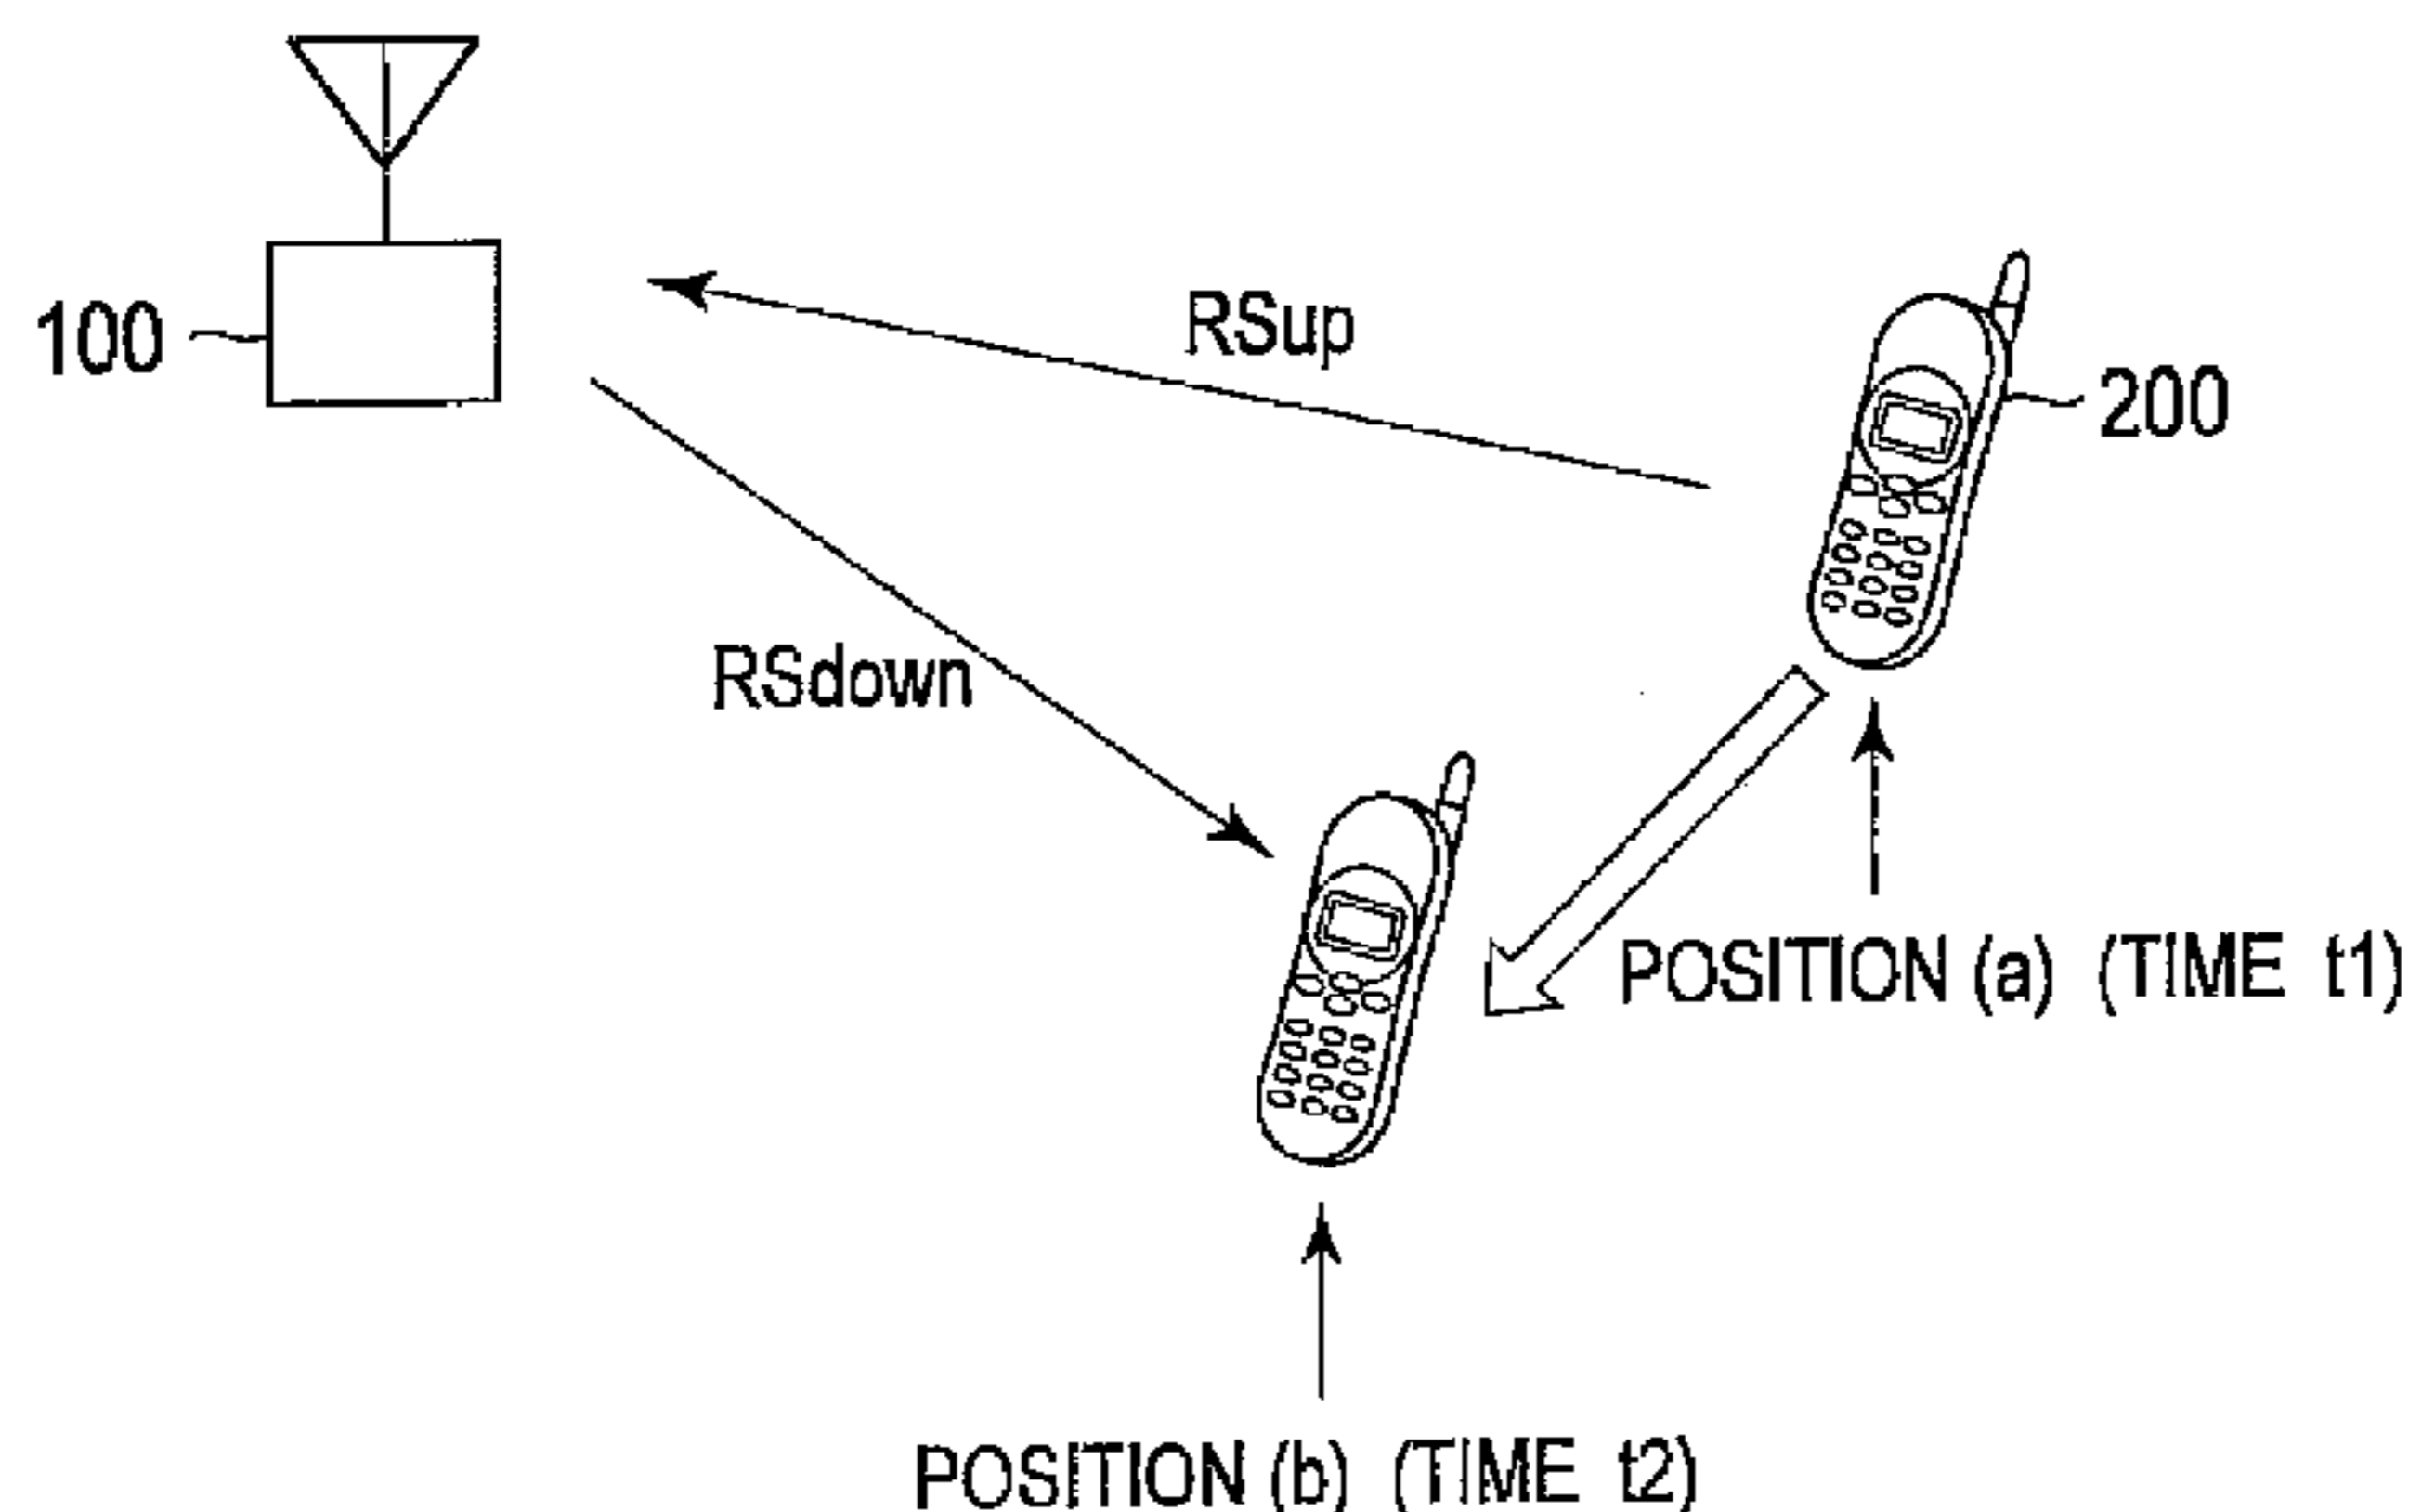 100
RSup
200
RSdown
POSITION (a) (TIME t1)
POSITION (b) (TIME t2)